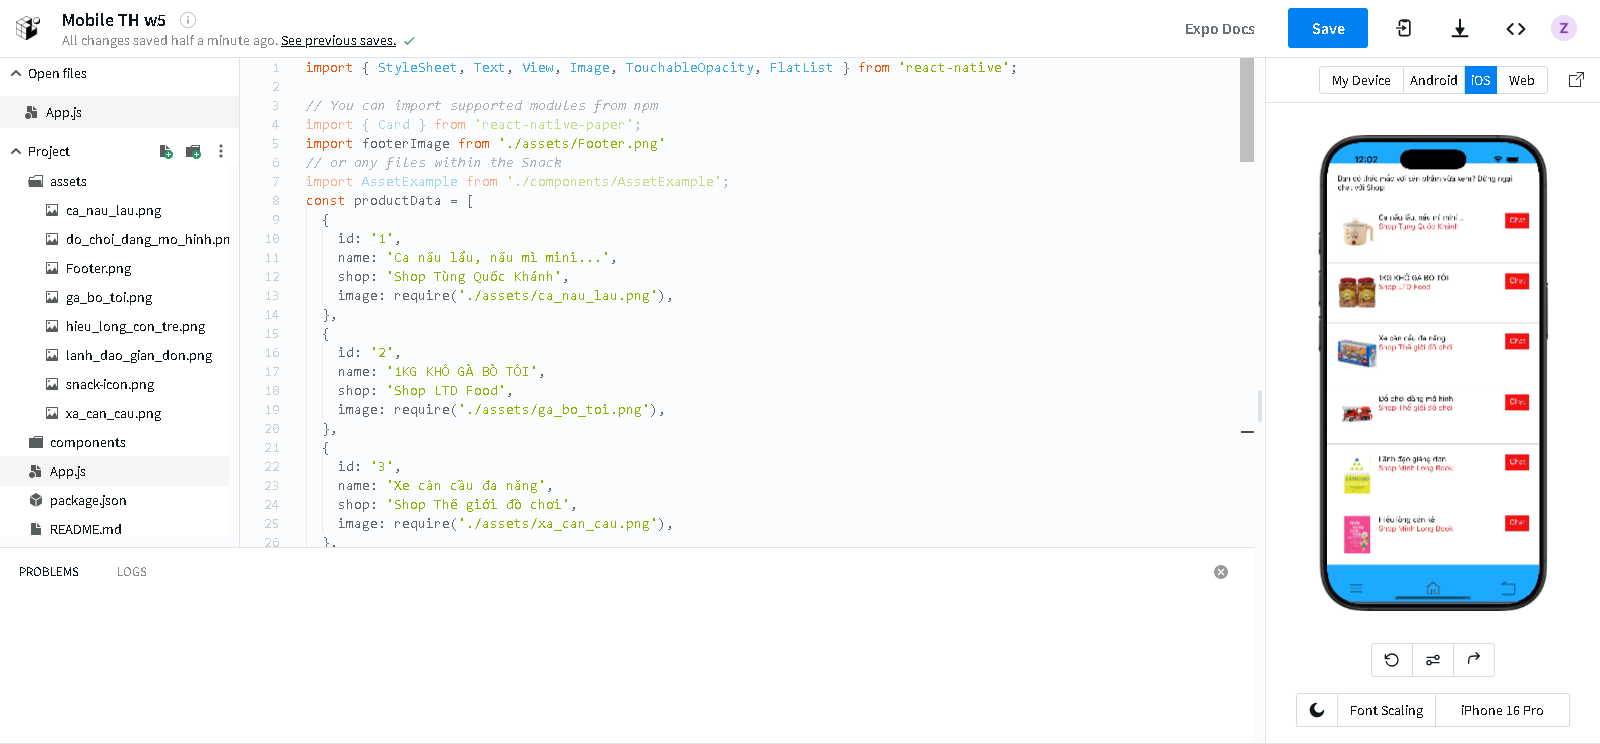 Mobile TH w5
All changes saved half a minute ago. See previous saves.
Expo Docs
Save
Z
Open files
App.js
Project
assets
ca_nau_lau.png
do_choi_dang_mo_hinh.pn
Footer.png
ga_bo_toi.png
hieu_long_con_tre.png
lanh_dao_gian_don.png
snack-icon.png
xa_can_cau.png
components
App.js
package.json
README.md
1 import { StyleSheet, Text, View, Image, TouchableOpacity, FlatList } from 'react-native';
2
3 // You can import supported modules from npm
4 import { Card } from 'react-native-paper';
5 import footerImage from './assets/Footer.png'
6 // or any files within the Snack
7 import AssetExample from './components/AssetExample';
8 const productData = [
9 {
10 id: '1',
11 name: 'Ca nấu lẩu, nấu mì mini...',
12 shop: 'Shop Tùng Quốc Khánh',
13 image: require('./assets/ca_nau_lau.png'),
14 },
15 {
16 id: '2',
17 name: '1KG KHÔ GÀ BÒ TỎI',
18 shop: 'Shop LTD Food',
19 image: require('./assets/ga_bo_toi.png'),
20 },
21 {
22 id: '3',
23 name: 'Xe cần cẩu đa năng',
24 shop: 'Shop Thế giới đồ chơi',
25 image: require('./assets/xa_can_cau.png'),
26 },
PROBLEMS
LOGS
My Device
Android
iOS
Web
12:02
Bạn có thắc mắc với sản phẩm vừa xem? Đừng ngại
chat với Shop!
Ca nấu lẩu, nấu mì mini...
Shop Tùng Quốc Khánh
Chat
1KG KHÔ GÀ BÒ TỎI
Shop LTD Food
Chat
Xe cần cẩu đa năng
Shop Thế giới đồ chơi
Chat
Đồ chơi dạng mô hình
Shop Thế giới đồ chơi
Chat
Lãnh đạo giảng đơn
Shop Minh Long Book
Chat
Hiểu lòng con trẻ
Shop Minh Long Book
Chat
Font Scaling
iPhone 16 Pro